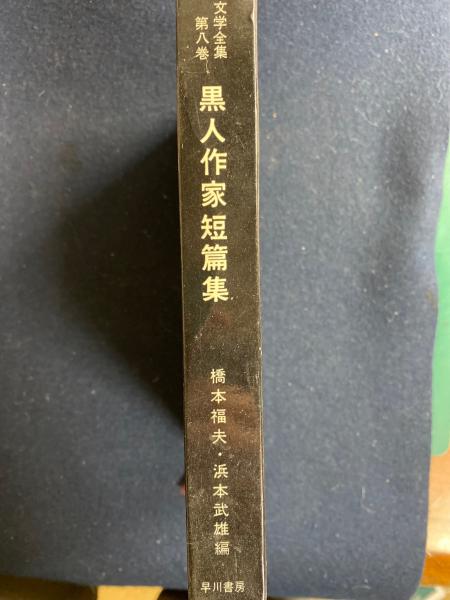 文学全集
第八巻
黒人作家短篇集
橋本福夫・浜本武雄編
早川書房